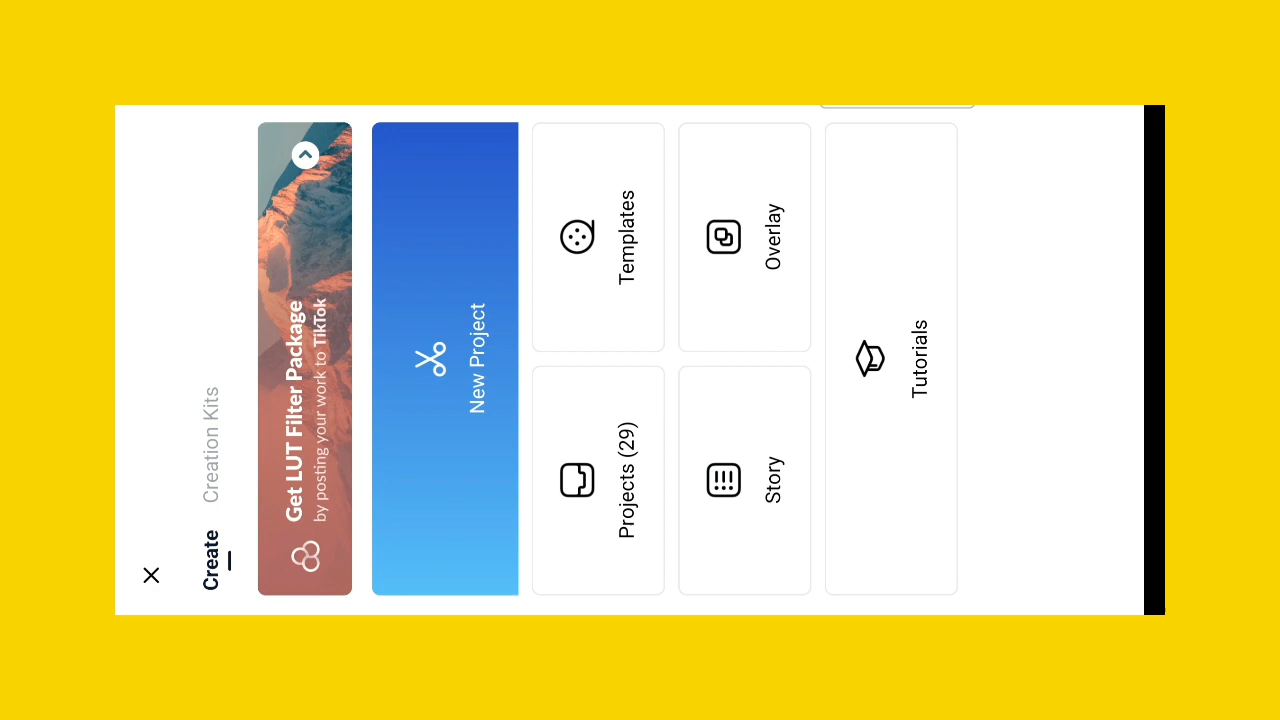 Create
Creation Kits
Get LUT Filter Package
by posting your work to TikTok
New Project
Projects (29)
Templates
Story
Overlay
Tutorials